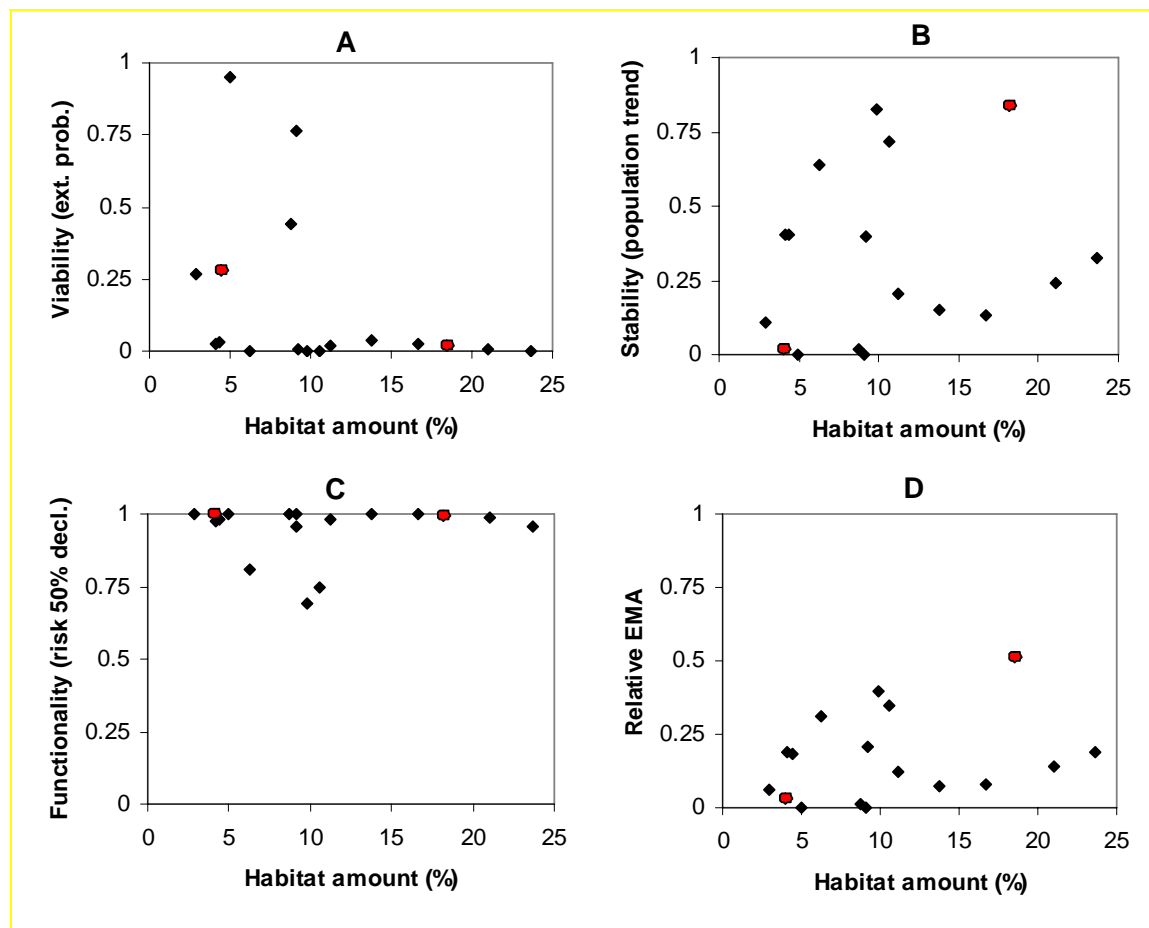 A
1
0.75
0.5
0.25
0
0 5 10 15 20 25
Viability (ext. prob.)
Habitat amount (%)
B
1
0.75
0.5
0.25
0
0 5 10 15 20 25
Stability (population trend)
Habitat amount (%)
C
1
0.75
0.5
0.25
0
0 5 10 15 20 25
Functionality (risk 50% decl.)
Habitat amount (%)
D
1
0.75
0.5
0.25
0
0 5 10 15 20 25
Relative EMA
Habitat amount (%)